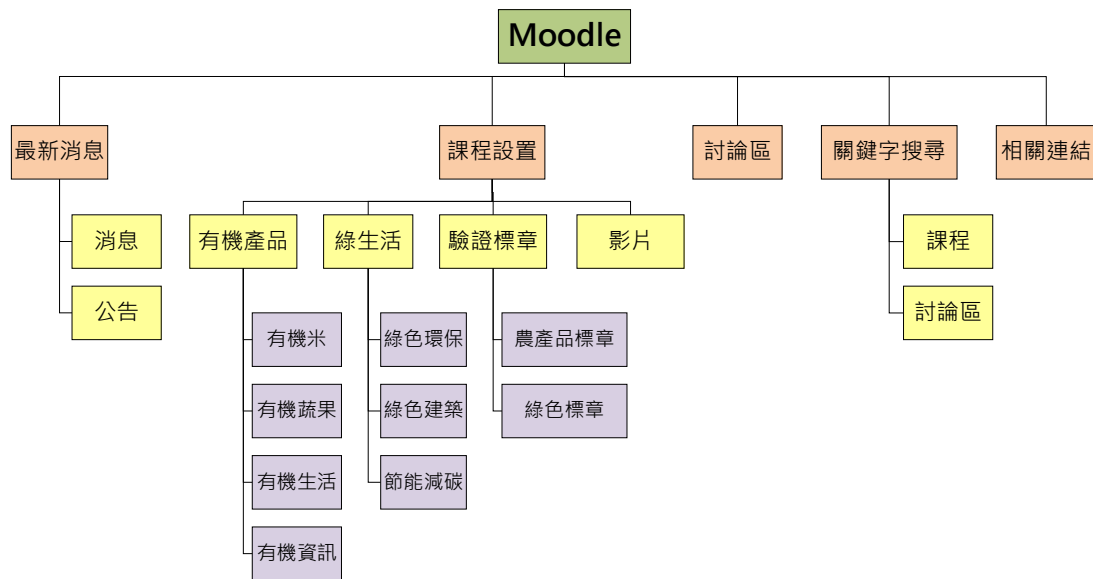 Moodle
最新消息
課程設置
討論區
關鍵字搜尋
相關連結
消息
有機產品
綠生活
驗證標章
影片
課程
公告
討論區
有機米
綠色環保
農產品標章
有機蔬果
綠色建築
綠色標章
有機生活
節能減碳
有機資訊